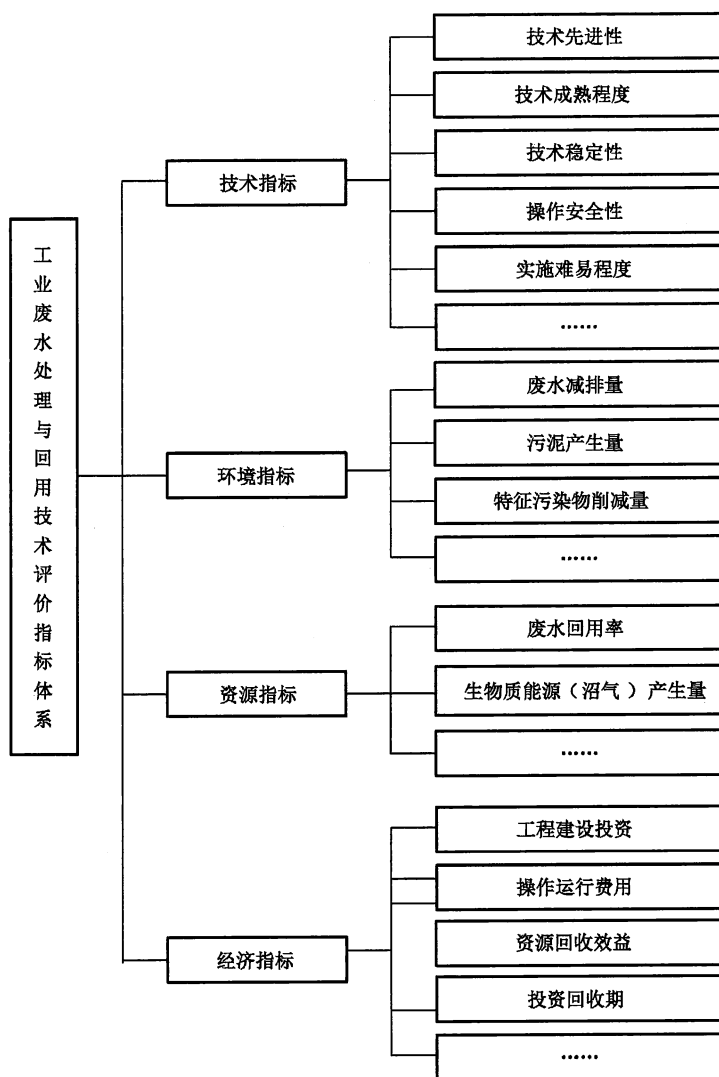 工业废水处理与回用技术评价指标体系
技术指标
技术先进性
技术成熟程度
技术稳定性
操作安全性
实施难易程度
……
环境指标
废水减排量
污泥产生量
特征污染物削减量
……
资源指标
废水回用率
生物质能源（沼气）产生量
……
经济指标
工程建设投资
操作运行费用
资源回收效益
投资回收期
……